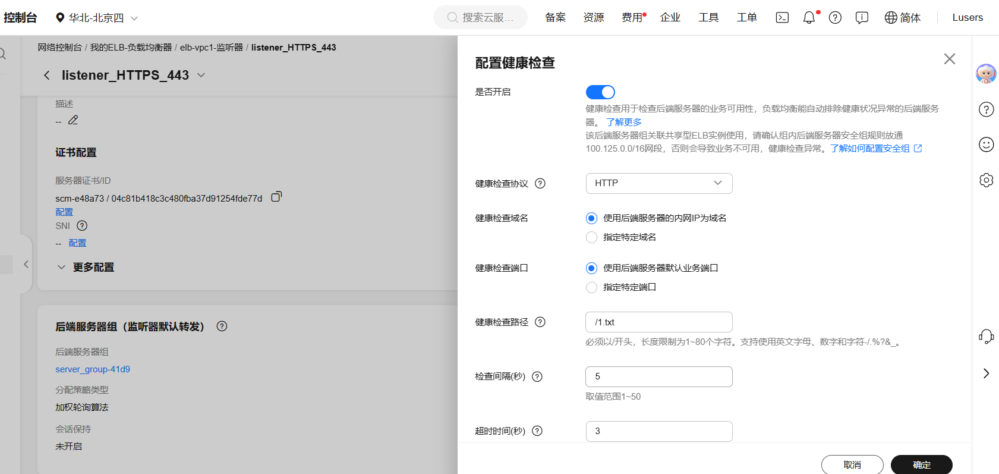 控制台
华北-北京四
搜索云服...
备案
资源
费用
企业
工具
工单
简体
Lusers
网络控制台 / 我的ELB-负载均衡器 / elb-vpc1-监听器 / listener_HTTPS_443
listener_HTTPS_443
描述
--
证书配置
服务器证书/ID
scm-e48a73 / 04c81b418c3c480fba37d91254fde77d
配置
SNI
-- 配置
更多配置
后端服务器组（监听器默认转发）
后端服务器组
server_group-41d9
分配策略类型
加权轮询算法
会话保持
未开启
配置健康检查
是否开启
健康检查用于检查后端服务器的业务可用性，负载均衡能自动排除健康状况异常的后端服务
器。 了解更多
该后端服务器组关联共享型ELB实例使用，请确认组内后端服务器安全组规则放通
100.125.0.0/16网段，否则会导致业务不可用，健康检查异常。了解如何配置安全组
健康检查协议
HTTP
健康检查域名
使用后端服务器的内网IP为域名
指定特定域名
健康检查端口
使用后端服务器默认业务端口
指定特定端口
健康检查路径
/1.txt
必须以/开头，长度限制为1~80个字符。支持使用英文字母、数字和字符-/.%?&_。
检查间隔(秒)
5
取值范围1~50
超时时间(秒)
3
取消
确定